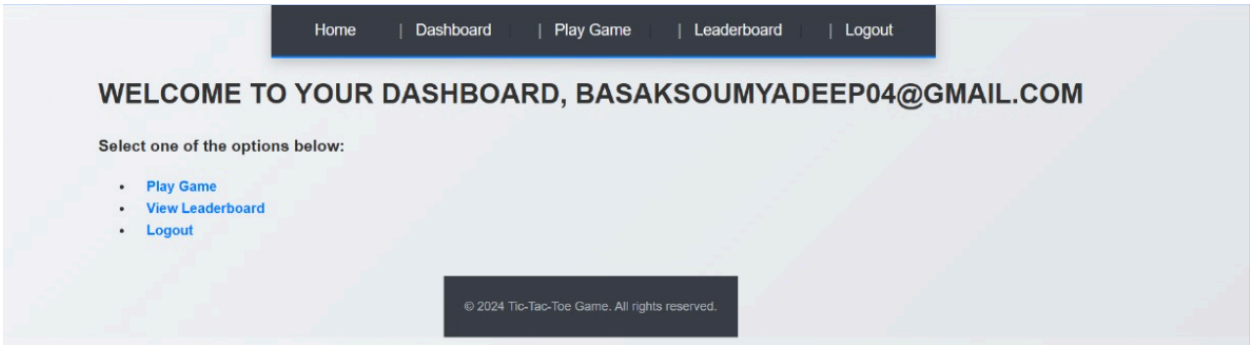 Home | Dashboard | Play Game | Leaderboard | Logout
WELCOME TO YOUR DASHBOARD, BASAKSOUMYADEEP04@GMAIL.COM
Select one of the options below:
• Play Game
• View Leaderboard
• Logout
© 2024 Tic-Tac-Toe Game. All rights reserved.